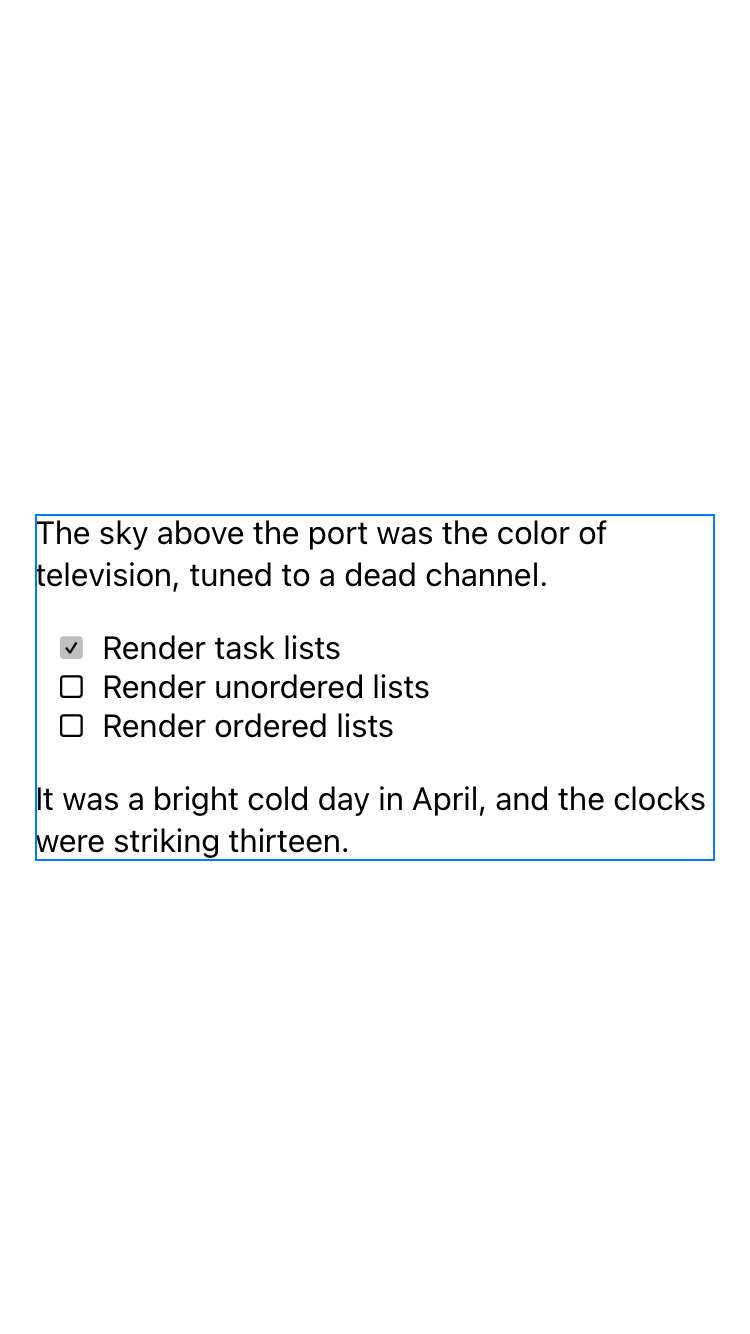 The sky above the port was the color of
television, tuned to a dead channel.
Render task lists
Render unordered lists
Render ordered lists
It was a bright cold day in April, and the clocks
were striking thirteen.